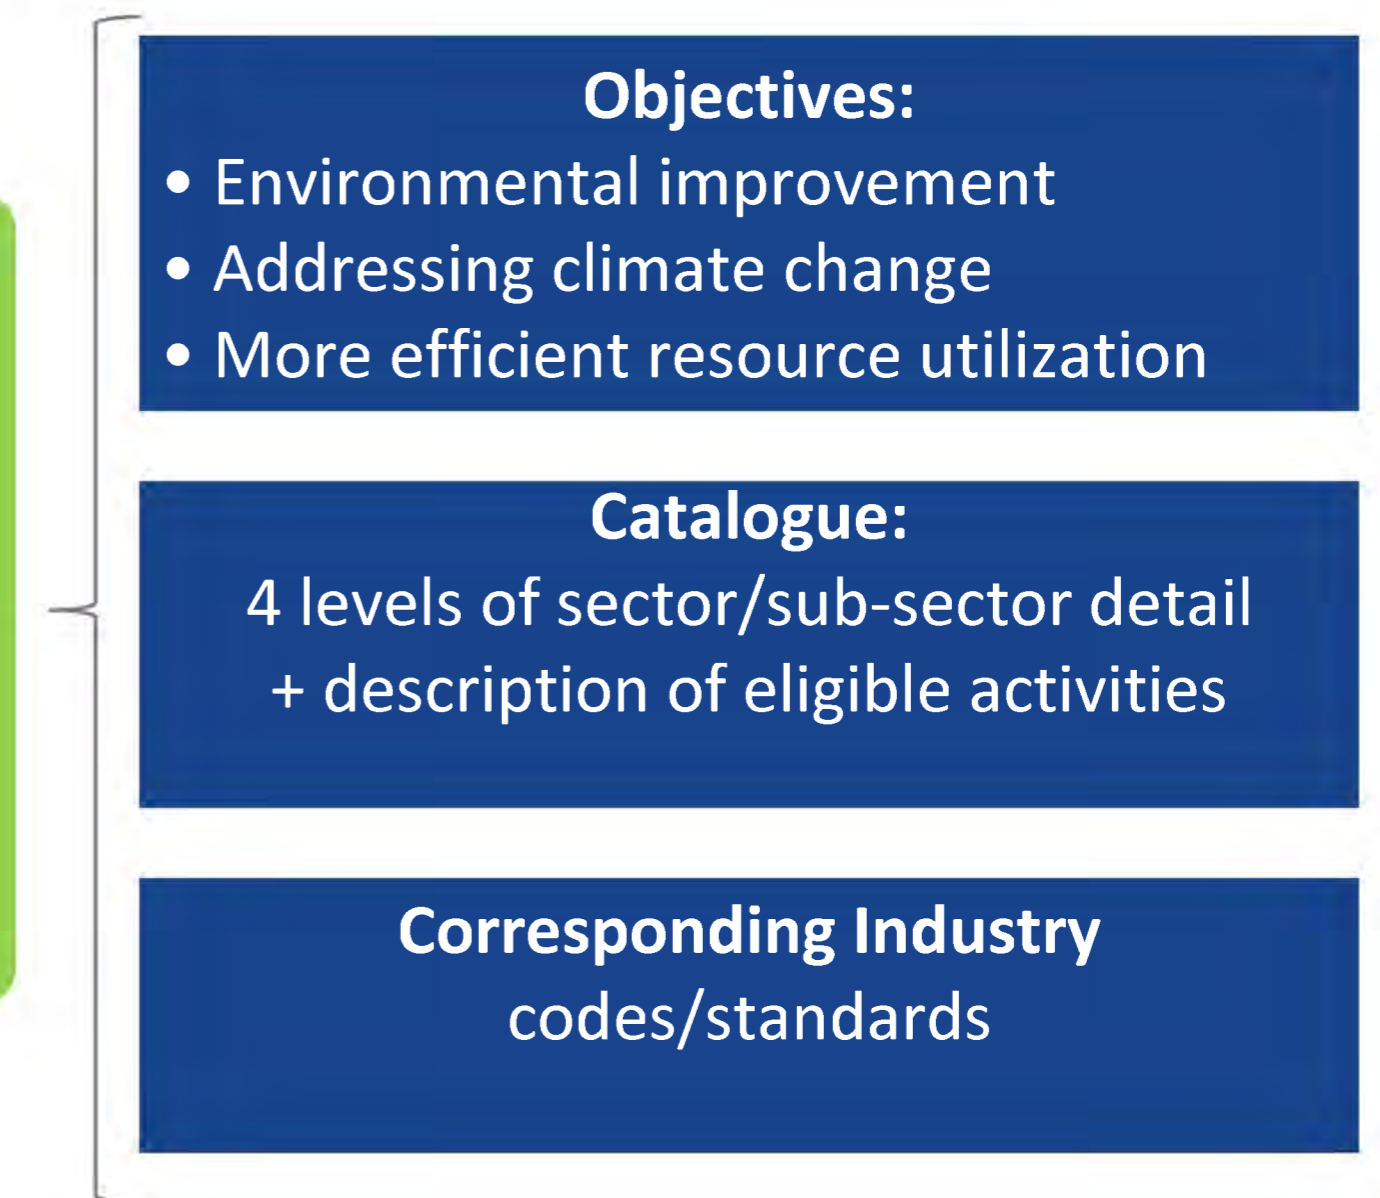 Objectives:
• Environmental improvement
• Addressing climate change
• More efficient resource utilization
Catalogue:
4 levels of sector/sub-sector detail
+ description of eligible activities
Corresponding Industry
codes/standards